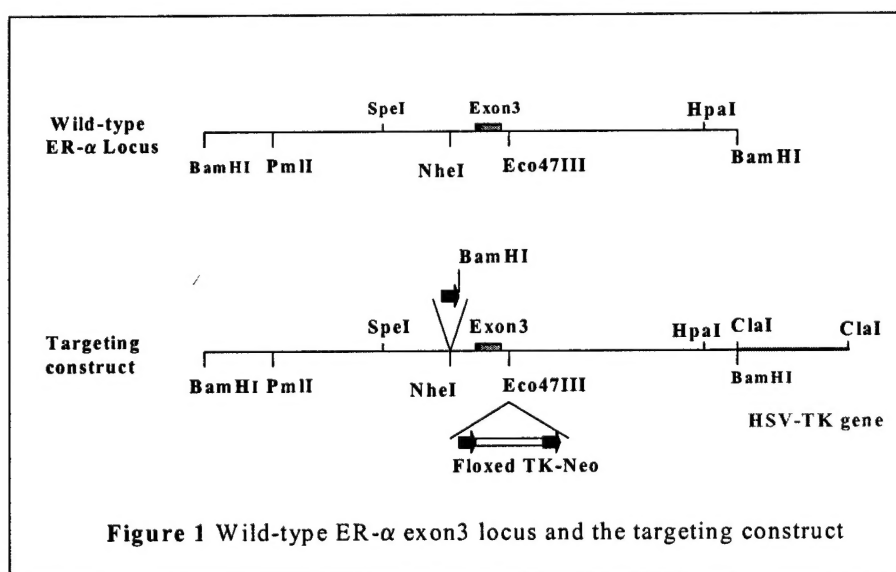 SpeI Exon3 HpaI
Wild-type
ER-α Locus
BamHI PmlI NheI Eco47III BamHI
BamHI
SpeI Exon3 HpaI ClaI ClaI
Targeting
construct
BamHI PmlI NheI Eco47III BamHI
HSV-TK gene
Floxed TK-Neo
Figure 1 Wild-type ER-α exon3 locus and the targeting construct